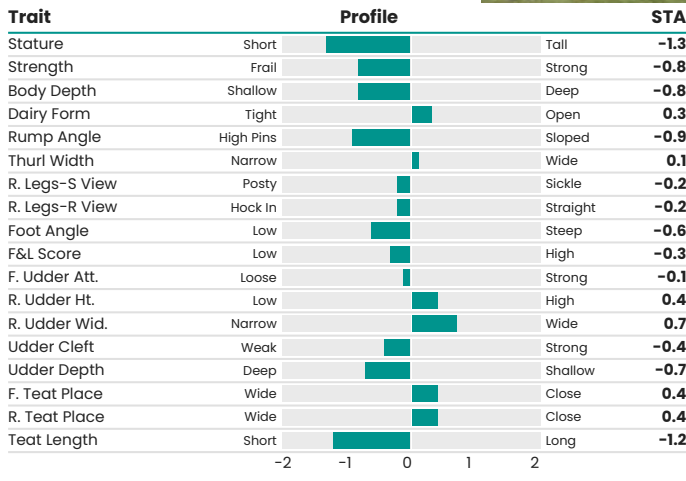 Trait Profile STA
Stature Short Tall -1.3
Strength Frail Strong -0.8
Body Depth Shallow Deep -0.8
Dairy Form Tight Open 0.3
Rump Angle High Pins Sloped -0.9
Thurl Width Narrow Wide 0.1
R. Legs-S View Posty Sickle -0.2
R. Legs-R View Hock In Straight -0.2
Foot Angle Low Steep -0.6
F&L Score Low High -0.3
F. Udder Att. Loose Strong -0.1
R. Udder Ht. Low High 0.4
R. Udder Wid. Narrow Wide 0.7
Udder Cleft Weak Strong -0.4
Udder Depth Deep Shallow -0.7
F. Teat Place Wide Close 0.4
R. Teat Place Wide Close 0.4
Teat Length Short Long -1.2
-2 -1 0 1 2